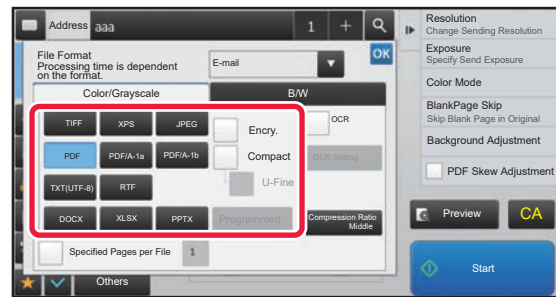 Address aaa
1
+
File Format
Processing time is dependent
on the format.
E-mail
OK
Color/Grayscale
B/W
TIFF
XPS
JPEG
Encry.
OCR
PDF
PDF/A-1a
PDF/A-1b
Compact
OCR Setting
U-Fine
TXT(UTF-8)
RTF
DOCX
XLSX
PPTX
Programmed
Compression Ratio
Middle
Specified Pages per File
1
Others
Resolution
Change Sending Resolution
Exposure
Specify Send Exposure
Color Mode
BlankPage Skip
Skip Blank Page in Original
Background Adjustment
PDF Skew Adjustment
Preview
CA
Start